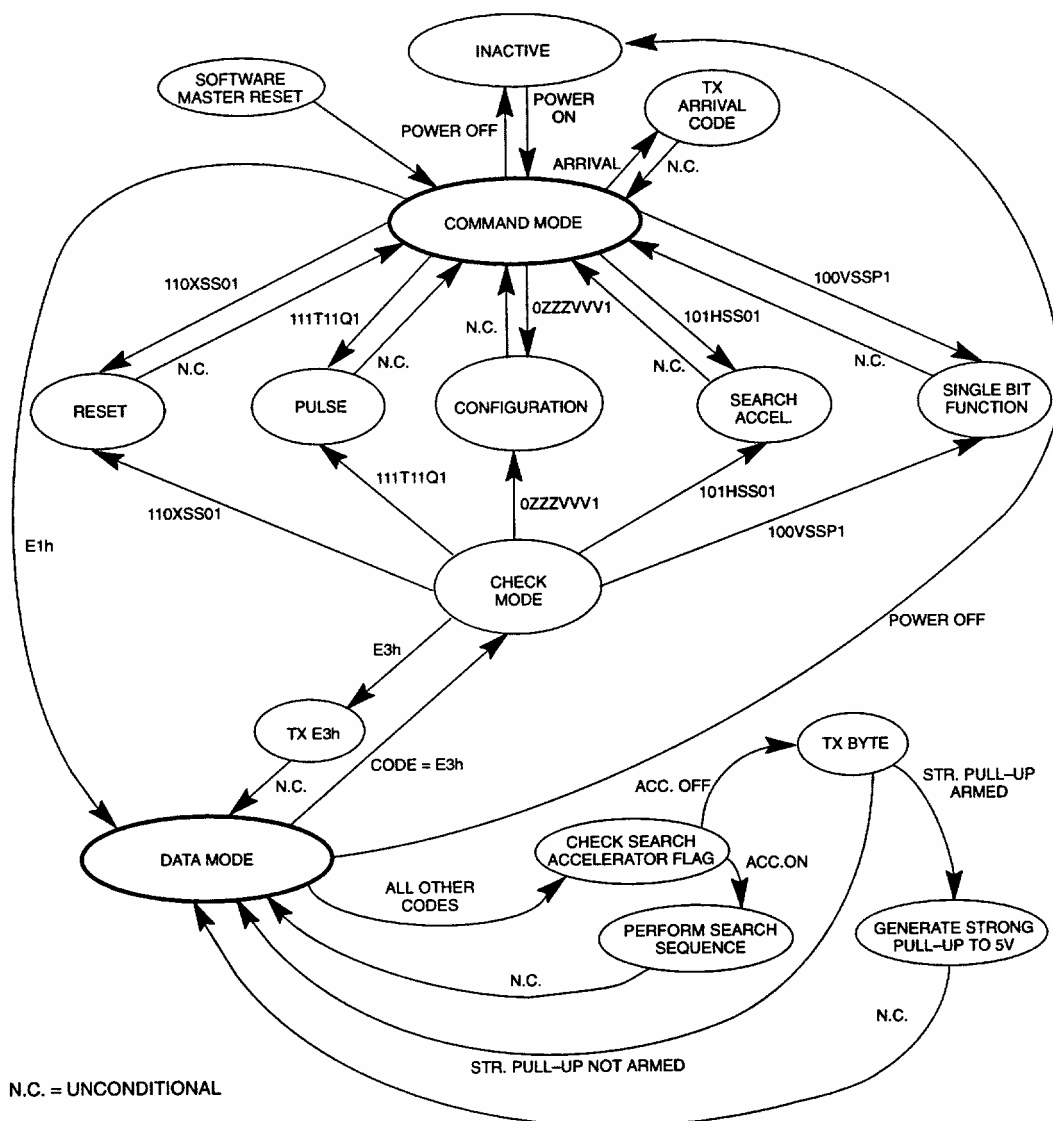 INACTIVE
SOFTWARE
MASTER RESET
TX
ARRIVAL
CODE
POWER
ON
POWER OFF
ARRIVAL
N.C.
COMMAND MODE
110XSS01
111T11Q1
N.C.
0ZZZVVV1
101HSS01
100VSSP1
N.C.
N.C.
N.C.
N.C.
RESET
PULSE
CONFIGURATION
SEARCH
ACCEL.
SINGLE BIT
FUNCTION
110XSS01
111T11Q1
0ZZZVVV1
101HSS01
100VSSP1
E1h
CHECK
MODE
POWER OFF
E3h
TX E3h
N.C.
CODE = E3h
TX BYTE
ACC. OFF
STR. PULL–UP
ARMED
DATA MODE
CHECK SEARCH
ACCELERATOR FLAG
ACC.ON
ALL OTHER
CODES
PERFORM SEARCH
SEQUENCE
GENERATE STRONG
PULL–UP TO 5V
N.C.
N.C.
STR. PULL–UP NOT ARMED
N.C. = UNCONDITIONAL